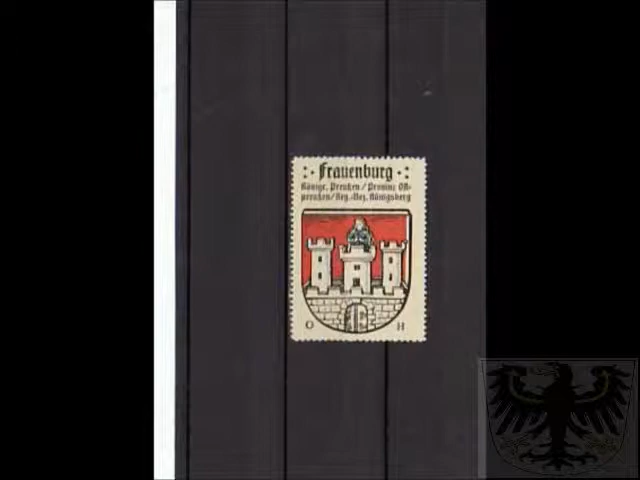 Frauenburg
Königr. Preußen / Provinz Ost-
preußen / Reg.-Bez. Königsberg
O H